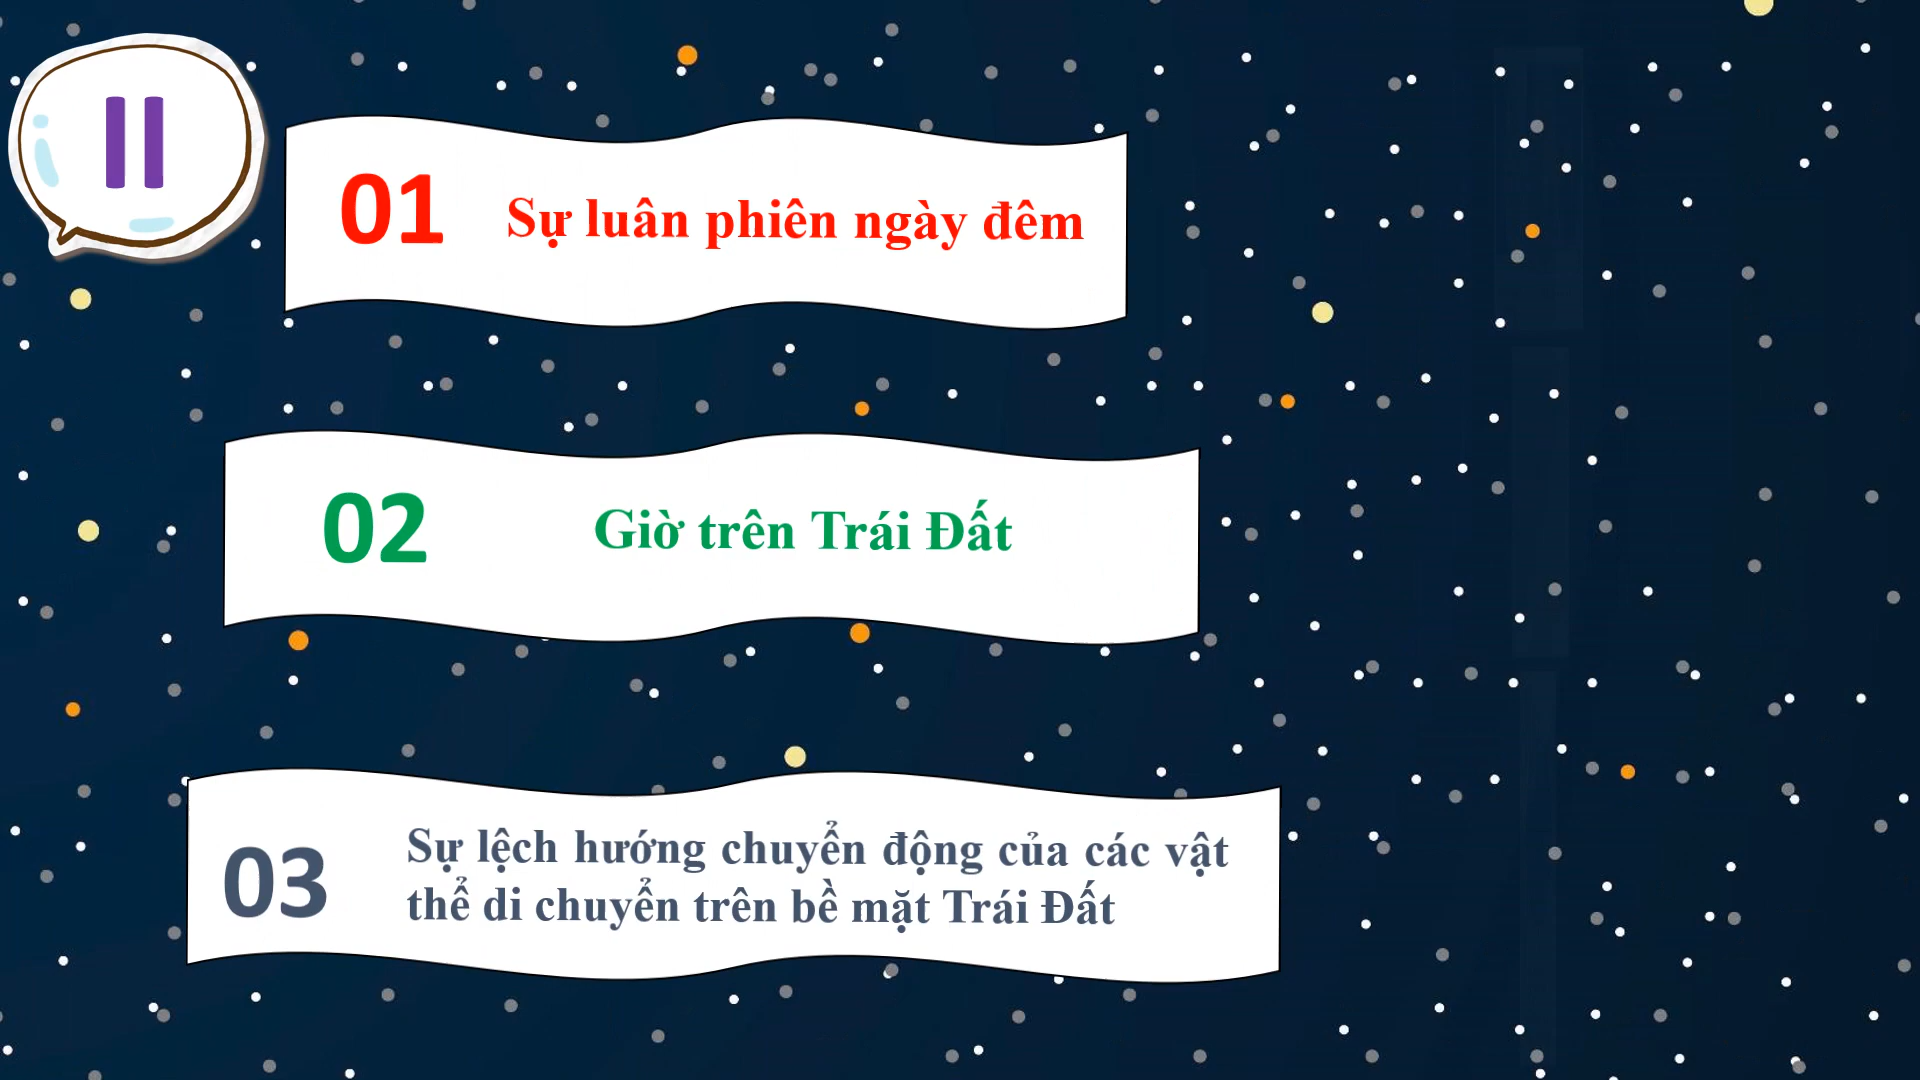 II
01 Sự luân phiên ngày đêm
02 Giờ trên Trái Đất
03 Sự lệch hướng chuyển động của các vật
thể di chuyển trên bề mặt Trái Đất